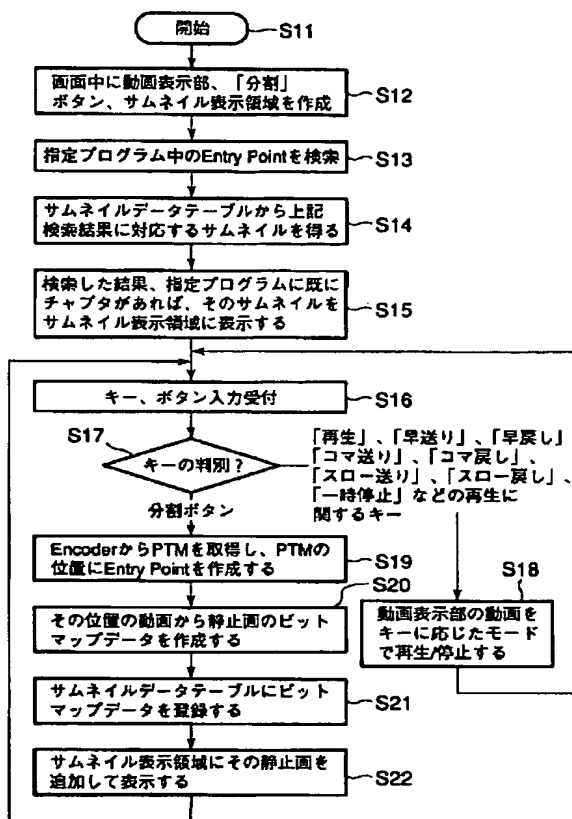 開始
S11
画面中に動画表示部、「分割」
ボタン、サムネイル表示領域を作成
S12
指定プログラム中のEntry Pointを検索
S13
サムネイルデータテーブルから上記
検索結果に対応するサムネイルを得る
S14
検索した結果、指定プログラムに既に
チャプタがあれば、そのサムネイルを
サムネイル表示領域に表示する
S15
キー、ボタン入力受付
S16
S17
キーの判別?
「再生」、「早送り」、「早戻し」
「コマ送り」、「コマ戻し」、
「スロー送り」、「スロー戻し」、
「一時停止」などの再生に
関するキー
分割ボタン
EncoderからPTMを取得し、PTMの
位置にEntry Pointを作成する
S19
S20
その位置の動画から静止画のビット
マップデータを作成する
S18
動画表示部の動画を
キーに応じたモード
で再生/停止する
サムネイルデータテーブルにビット
マップデータを登録する
S21
サムネイル表示領域にその静止画を
追加して表示する
S22